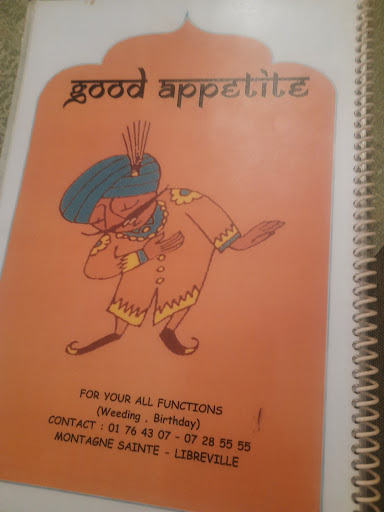 good appetite
FOR YOUR ALL FUNCTIONS
(Weeding , Birthday)
CONTACT : 01 76 43 07 - 07 28 55 55
MONTAGNE SAINTE - LIBREVILLE